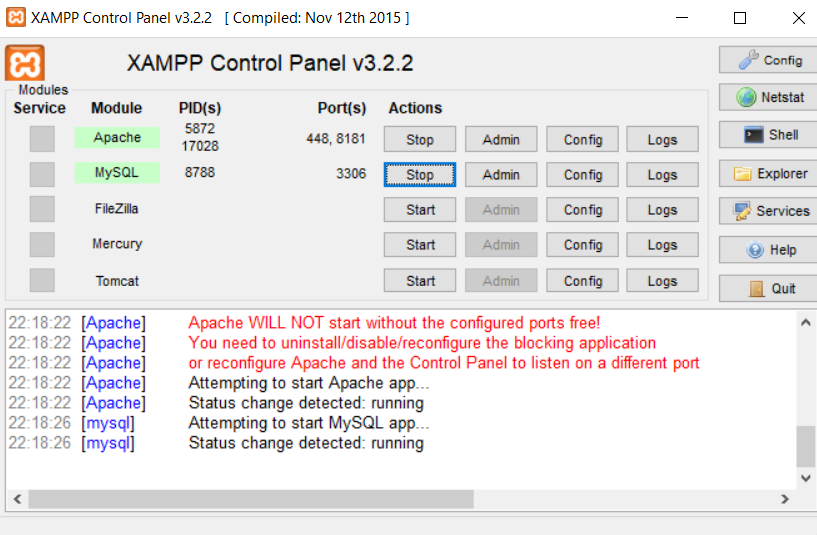 XAMPP Control Panel v3.2.2 [ Compiled: Nov 12th 2015 ]
XAMPP Control Panel v3.2.2
Config
Modules
Service Module PID(s) Port(s) Actions
Netstat
Apache 5872 17028 448, 8181 Stop Admin Config Logs
Shell
MySQL 8788 3306 Stop Admin Config Logs
Explorer
FileZilla Start Admin Config Logs
Services
Mercury Start Admin Config Logs
Help
Tomcat Start Admin Config Logs
Quit
22:18:22 [Apache] Apache WILL NOT start without the configured ports free!
22:18:22 [Apache] You need to uninstall/disable/reconfigure the blocking application
22:18:22 [Apache] or reconfigure Apache and the Control Panel to listen on a different port
22:18:22 [Apache] Attempting to start Apache app...
22:18:22 [Apache] Status change detected: running
22:18:26 [mysql] Attempting to start MySQL app...
22:18:26 [mysql] Status change detected: running